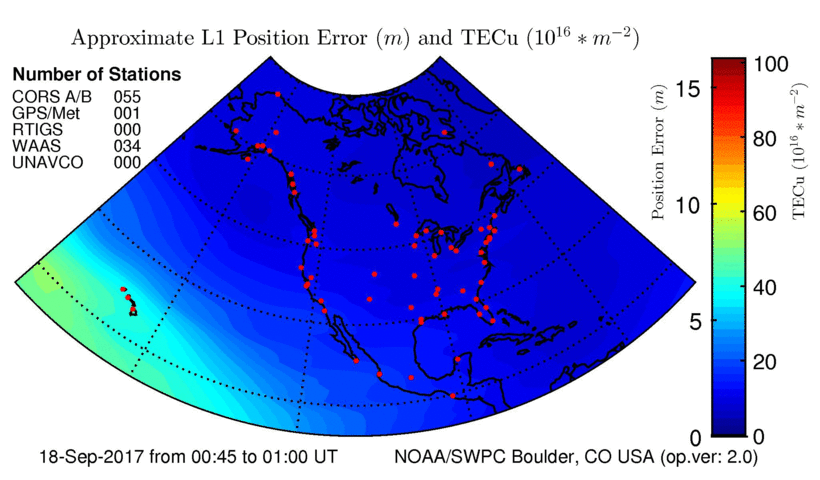 Approximate L1 Position Error (m) and TECu (10^16 * m^−2)
Number of Stations
CORS A/B 055
GPS/Met 001
RTIGS 000
WAAS 034
UNAVCO 000
Position Error (m)
15
10
5
0
100
80
60
40
20
0
TECu (10^16 * m^−2)
18-Sep-2017 from 00:45 to 01:00 UT
NOAA/SWPC Boulder, CO USA (op.ver: 2.0)